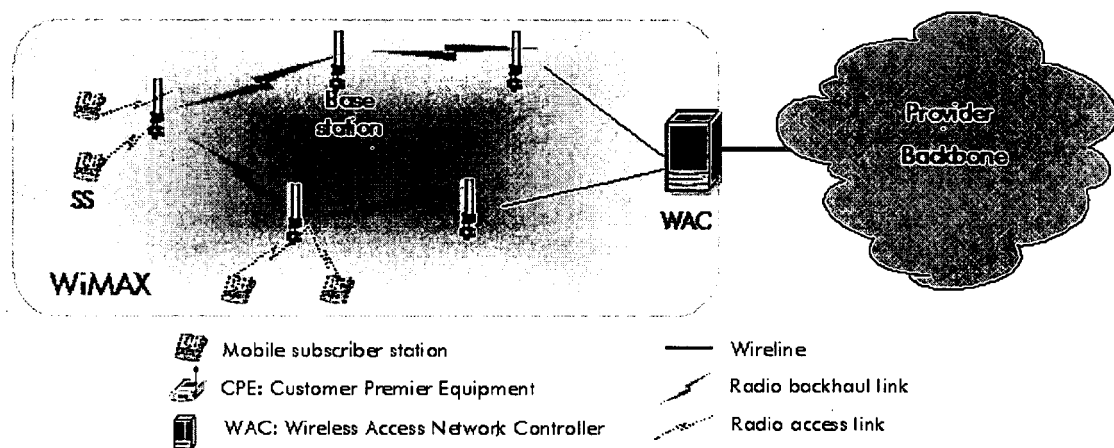 Base
station
Provider
Backbone
SS
WAC
WiMAX
Mobile subscriber station
Wireline
CPE: Customer Premier Equipment
Radio backhaul link
WAC: Wireless Access Network Controller
Radio access link